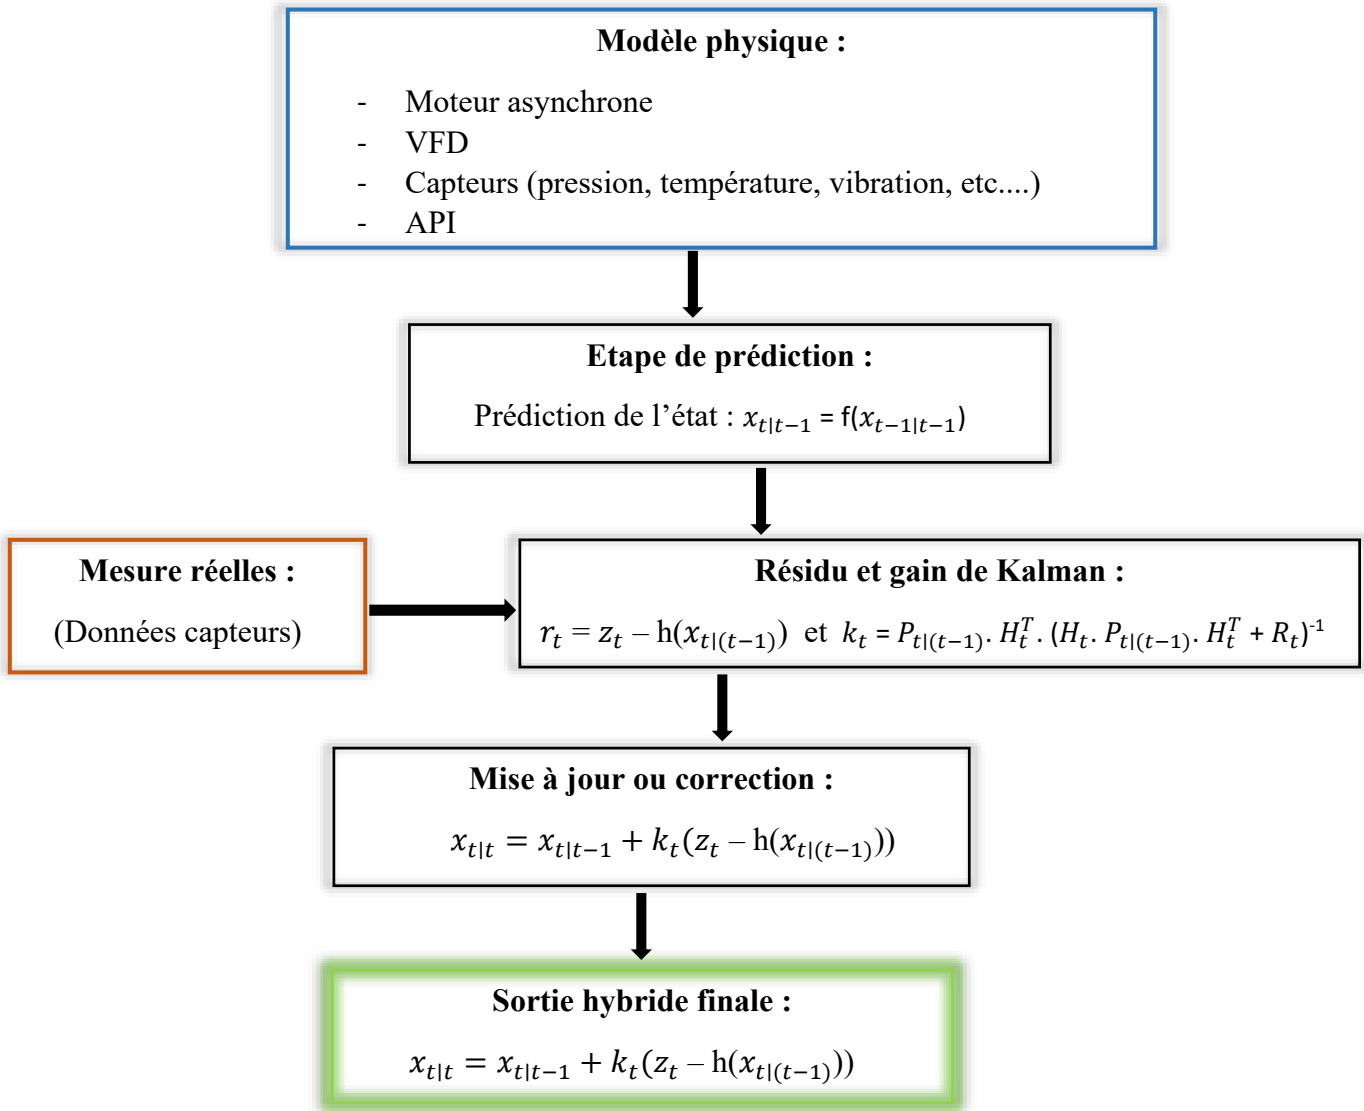 Modèle physique :
- Moteur asynchrone
- VFD
- Capteurs (pression, température, vibration, etc....)
- API
Etape de prédiction :
Prédiction de l’état : $x_{t|t-1}$ = f($x_{t-1|t-1}$)
Mesure réelles :
(Données capteurs)
Résidu et gain de Kalman :
$r_t$ = $z_t$ – h($x_{t|(t-1)}$) et $k_t$ = $P_{t|(t-1)}$. $H_t^T$. ($H_t$. $P_{t|(t-1)}$. $H_t^T$ + $R_t$)$^{-1}$
Mise à jour ou correction :
$x_{t|t} = x_{t|t-1} + k_t(z_t$ – h($x_{t|(t-1)}$))
Sortie hybride finale :
$x_{t|t} = x_{t|t-1} + k_t(z_t$ – h($x_{t|(t-1)}$))